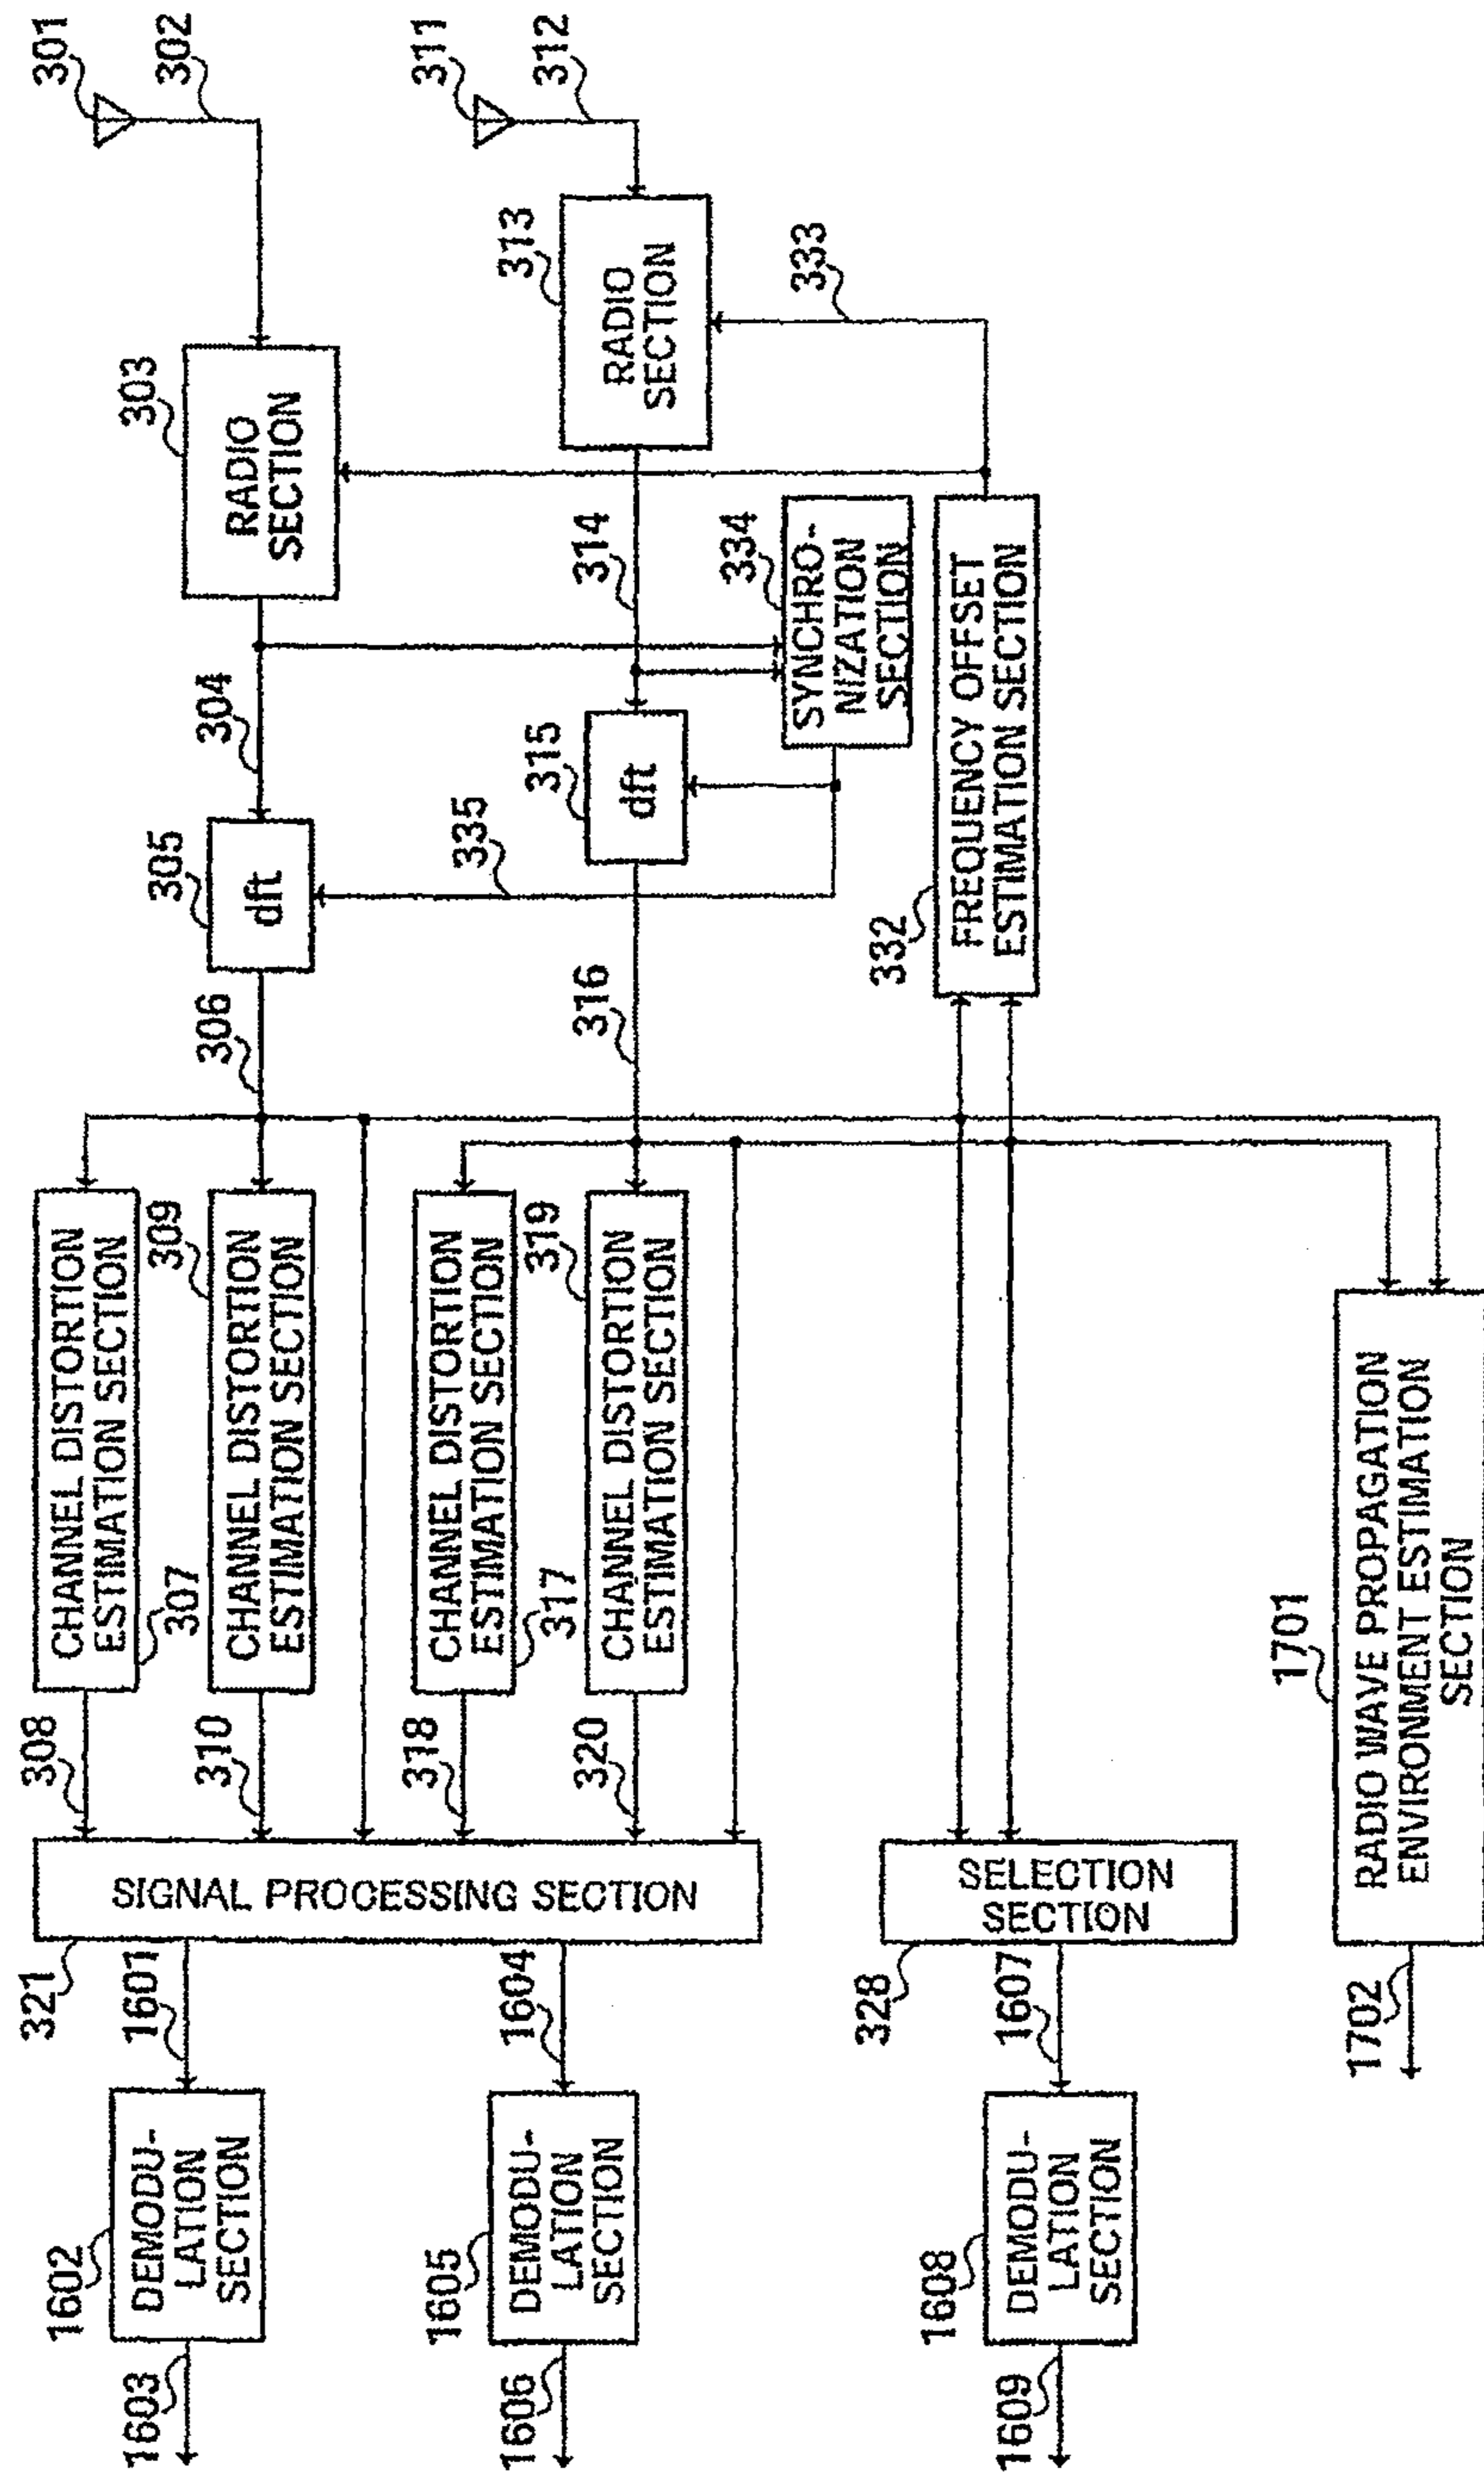 301
302
303
RADIO
SECTION
304
305
dft
306
CHANNEL DISTORTION
ESTIMATION SECTION
307
308
309
CHANNEL DISTORTION
ESTIMATION SECTION
310
311
312
313
RADIO
SECTION
314
315
dft
316
CHANNEL DISTORTION
ESTIMATION SECTION
317
318
319
CHANNEL DISTORTION
ESTIMATION SECTION
320
333
334
SYNCHRO-
NIZATION
SECTION
335
332
FREQUENCY OFFSET
ESTIMATION SECTION
SIGNAL PROCESSING SECTION
321
1601
1602
DEMODU-
LATION
SECTION
1603
1604
1605
DEMODU-
LATION
SECTION
1606
SELECTION
SECTION
328
1607
1608
DEMODU-
LATION
SECTION
1609
1701
RADIO WAVE PROPAGATION
ENVIRONMENT ESTIMATION
SECTION
1702